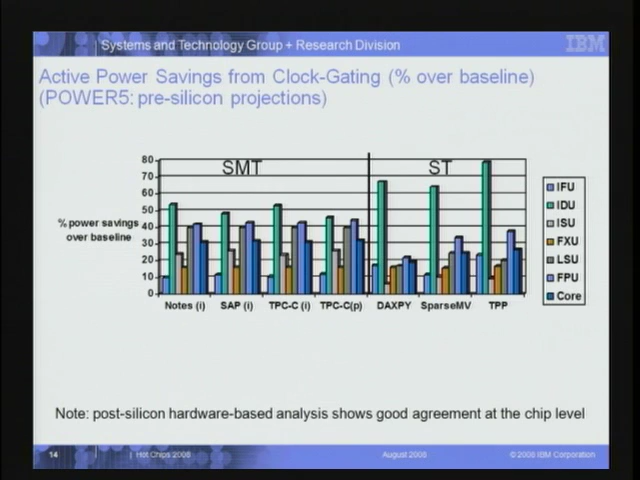 Systems and Technology Group + Research Division
IBM
Active Power Savings from Clock-Gating (% over baseline)
(POWER5: pre-silicon projections)
SMT
ST
% power savings
over baseline
80
70
60
50
40
30
20
10
0
Notes (i)
SAP (i)
TPC-C (i)
TPC-C(p)
DAXPY
SparseMV
TPP
IFU
IDU
ISU
FXU
LSU
FPU
Core
Note: post-silicon hardware-based analysis shows good agreement at the chip level
14
Hot Chips 2006
August 2006
© 2006 IBM Corporation